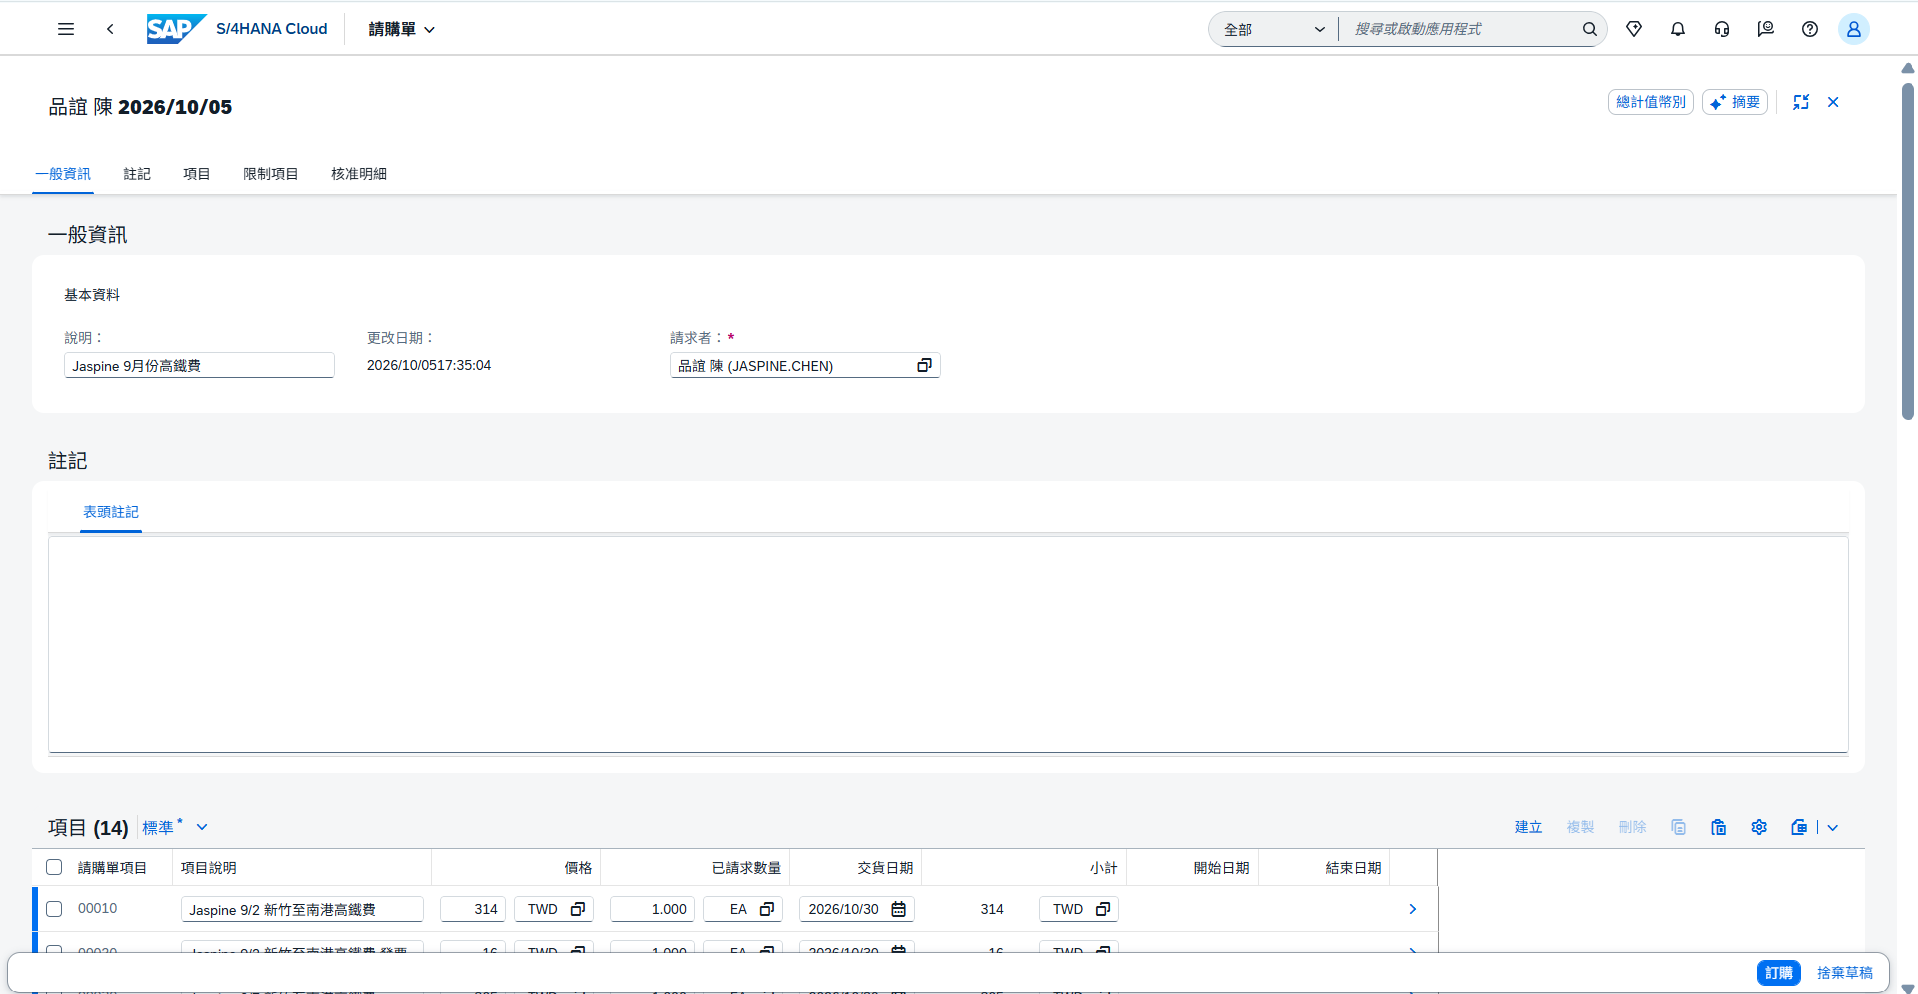 SAP S/4HANA Cloud 請購單 全部 搜尋或啟動應用程式
品誼 陳 2026/10/05 總計值幣別 摘要
一般資訊 註記 項目 限制項目 核准明細
一般資訊
基本資料
說明： 更改日期： 請求者：*
Jaspine 9月份高鐵費 2026/10/0517:35:04 品誼 陳 (JASPINE.CHEN)
註記
表頭註記
項目 (14) 標準* 建立 複製 刪除
請購單項目 項目說明 價格 已請求數量 交貨日期 小計 開始日期 結束日期
00010 Jaspine 9/2 新竹至南港高鐵費 314 TWD 1.000 EA 2026/10/30 314 TWD
訂購 捨棄草稿